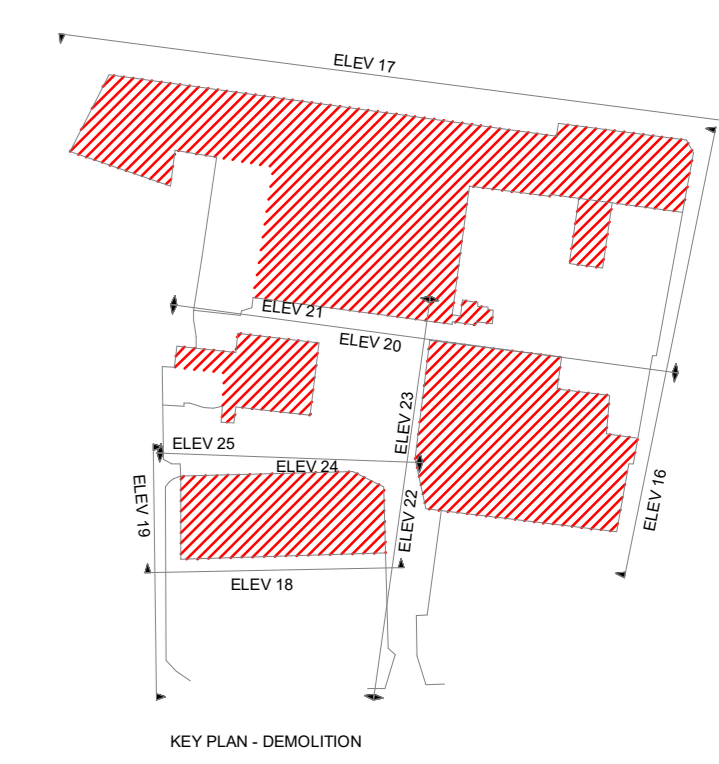 ELEV 17
ELEV 21
ELEV 20
ELEV 23
ELEV 25
ELEV 24
ELEV 19
ELEV 22
ELEV 16
ELEV 18
KEY PLAN - DEMOLITION